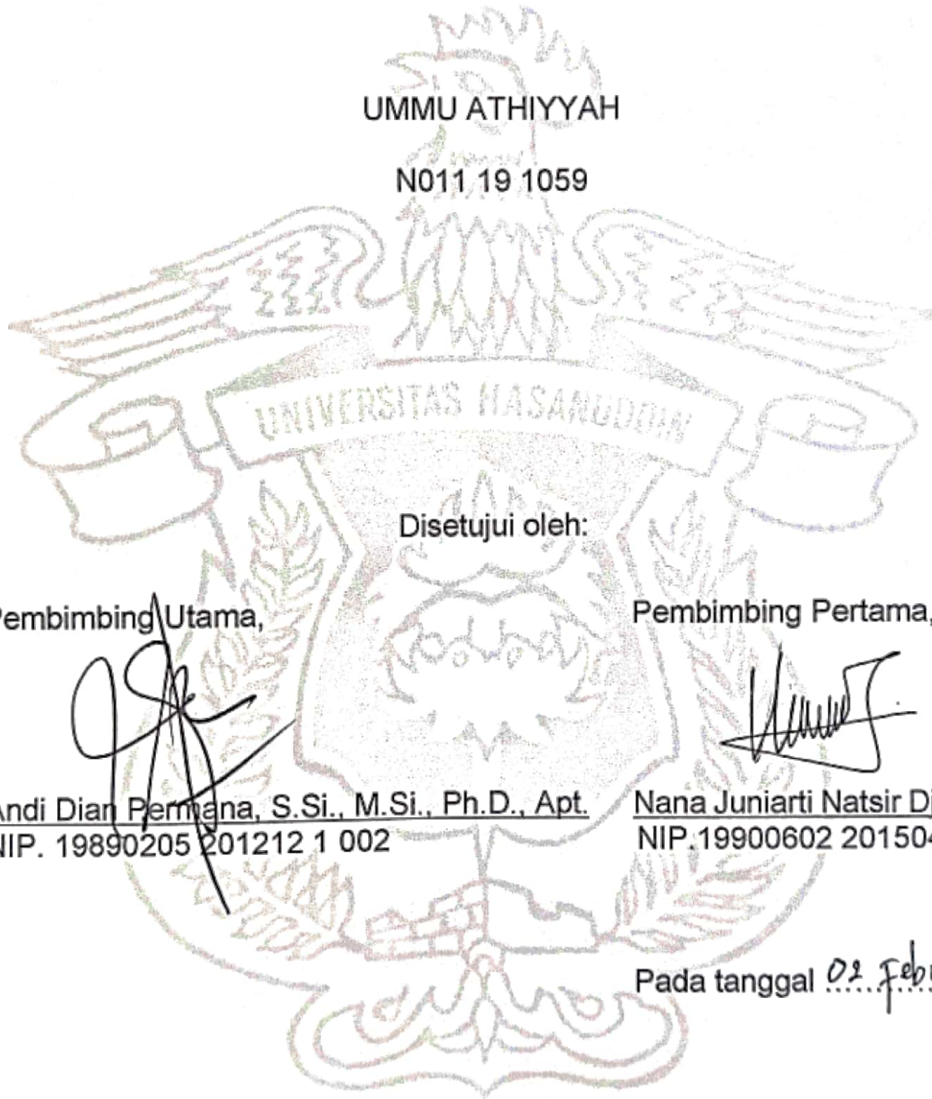 UMMU ATHIYYAH
N011 19 1059
UNIVERSITAS HASANUDDIN
Disetujui oleh:
Pembimbing Utama,
Pembimbing Pertama,
Andi Dian Permana, S.Si., M.Si., Ph.D., Apt.
Nana Juniarti Natsir Dj
NIP. 19890205 201212 1 002
NIP.19900602 201504
Pada tanggal 02 Feb